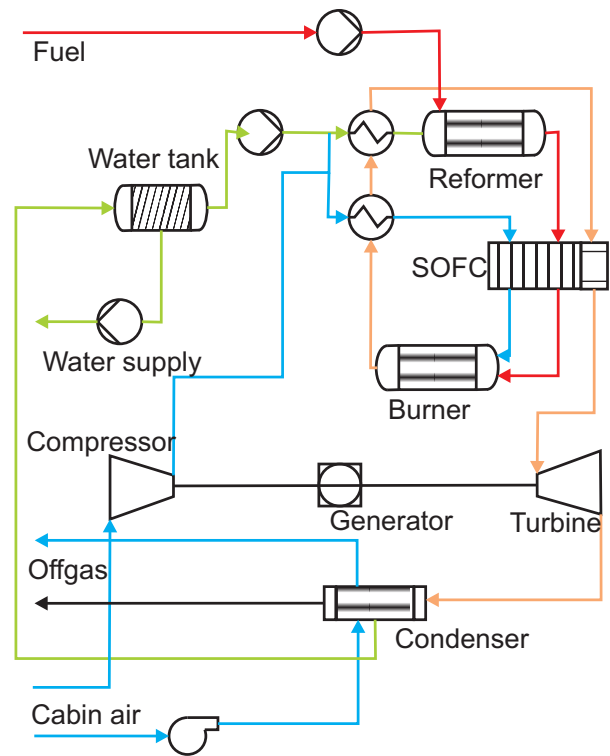 Fuel
Water tank
Reformer
SOFC
Water supply
Burner
Compressor
Generator
Turbine
Offgas
Condenser
Cabin air